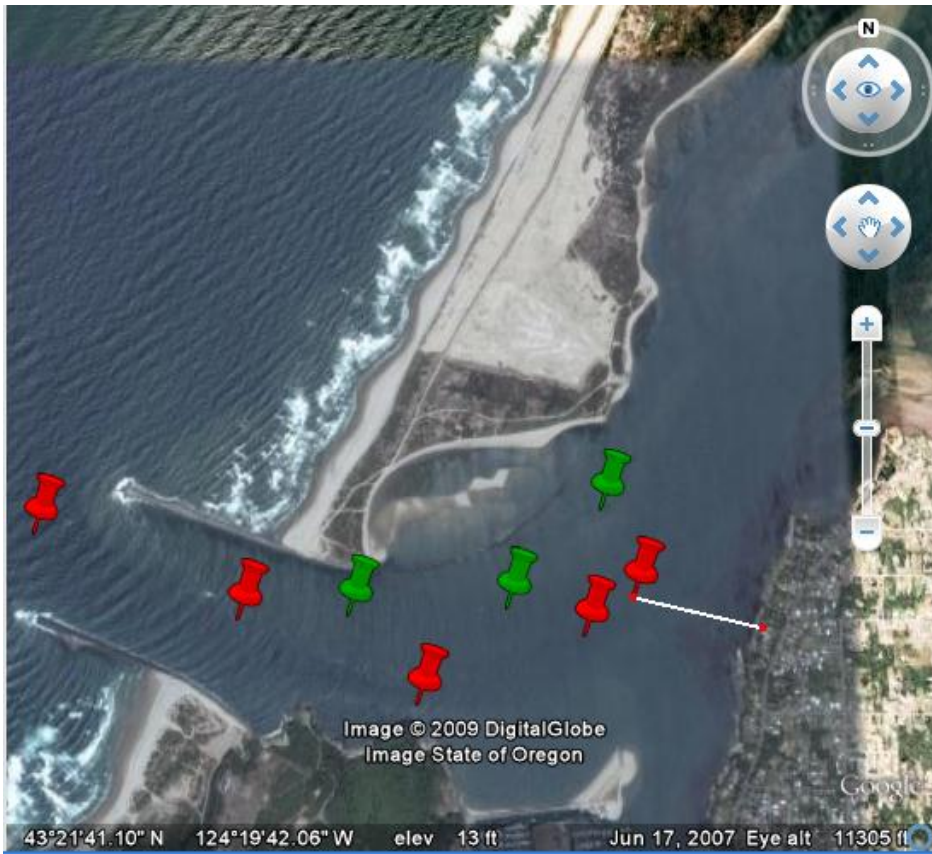 N
Image © 2009 DigitalGlobe
Image State of Oregon
Google
43°21'41.10" N 124°19'42.06" W elev 13 ft Jun 17, 2007 Eye alt 11305 ft